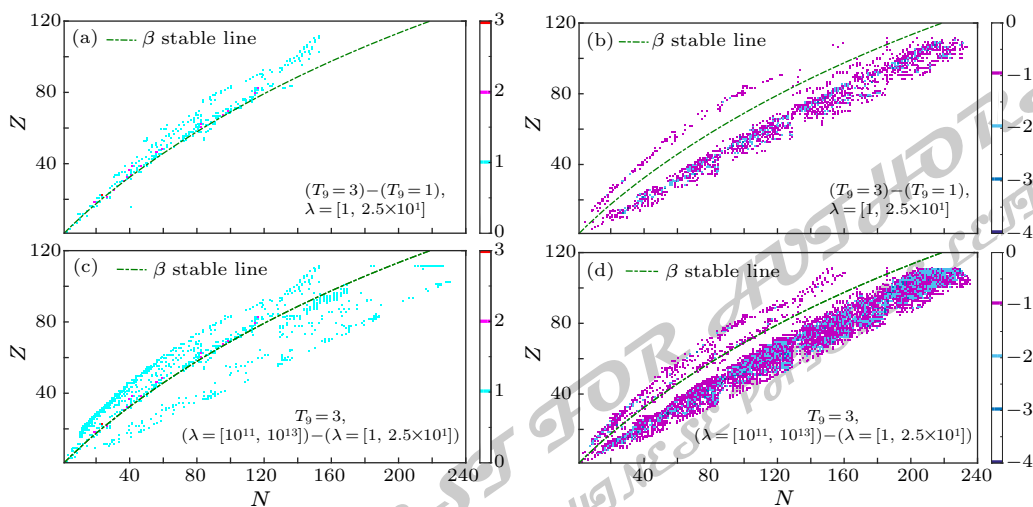 120
(a)
β stable line
80
Z
40
(T₉=3)−(T₉=1),
λ=[1, 2.5×10¹]
3
2
1
0
120
(b)
β stable line
80
Z
40
(T₉=3)−(T₉=1),
λ=[1, 2.5×10¹]
0
−1
−2
−3
−4
120
(c)
β stable line
80
Z
40
T₉=3,
(λ=[10¹¹, 10¹³])−(λ=[1, 2.5×10¹])
0 40 80 120 160 200 240
N
3
2
1
0
120
(d)
β stable line
80
Z
40
T₉=3,
(λ=[10¹¹, 10¹³])−(λ=[1, 2.5×10¹])
40 80 120 160 200 240
N
0
−1
−2
−3
−4
ST FOR AUTHORS